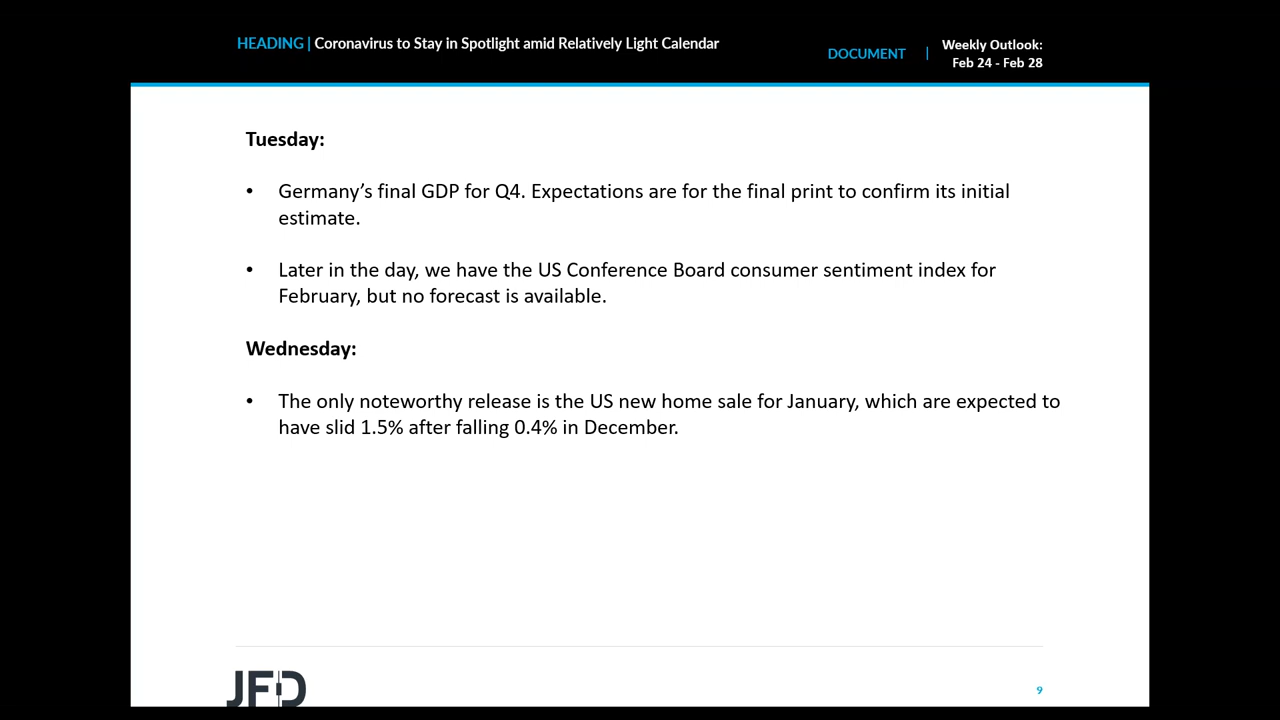 HEADING | Coronavirus to Stay in Spotlight amid Relatively Light Calendar
DOCUMENT | Weekly Outlook:
Feb 24 - Feb 28
Tuesday:
• Germany’s final GDP for Q4. Expectations are for the final print to confirm its initial
estimate.
• Later in the day, we have the US Conference Board consumer sentiment index for
February, but no forecast is available.
Wednesday:
• The only noteworthy release is the US new home sale for January, which are expected to
have slid 1.5% after falling 0.4% in December.
JFD
9